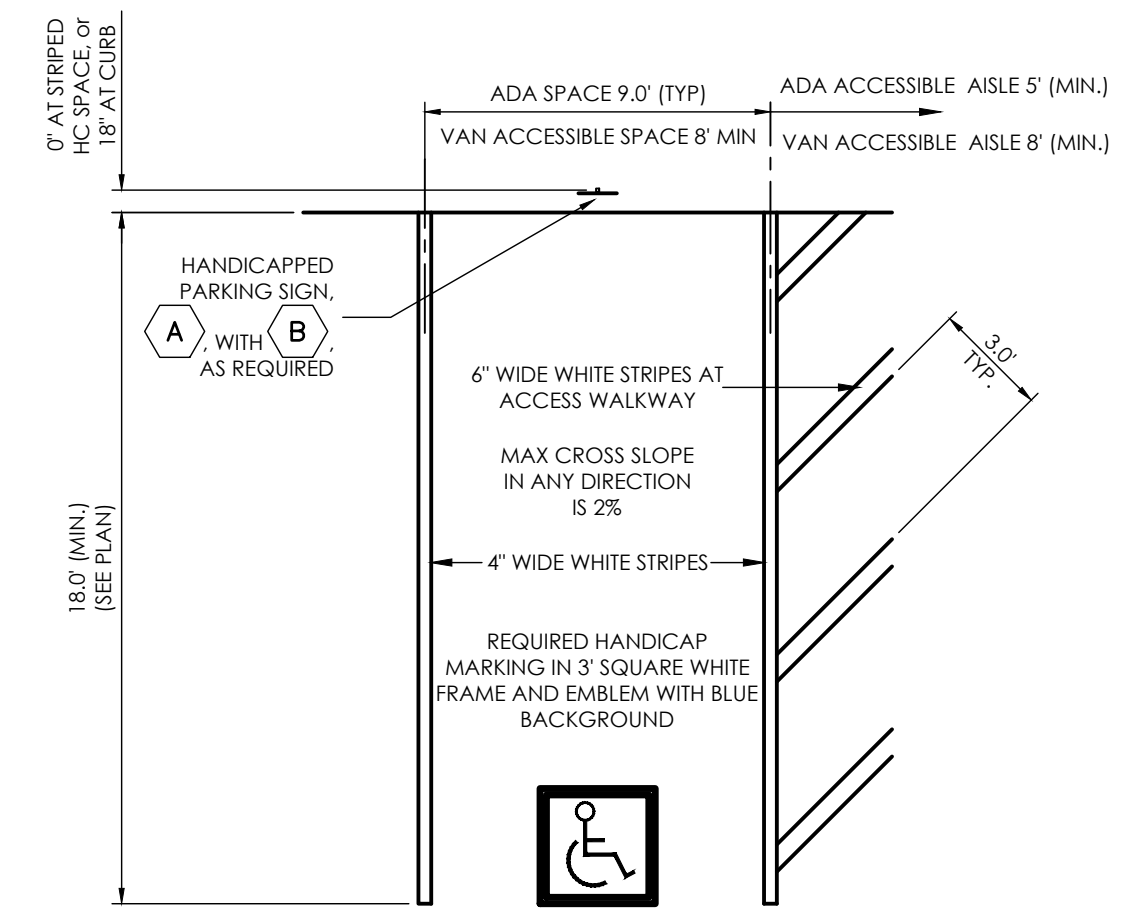 0" AT STRIPED
HC SPACE, or
18" AT CURB
ADA SPACE 9.0' (TYP)
VAN ACCESSIBLE SPACE 8' MIN
ADA ACCESSIBLE AISLE 5' (MIN.)
VAN ACCESSIBLE AISLE 8' (MIN.)
HANDICAPPED
PARKING SIGN,
A, WITH B,
AS REQUIRED
3.0'
TYP.
6" WIDE WHITE STRIPES AT
ACCESS WALKWAY
MAX CROSS SLOPE
IN ANY DIRECTION
IS 2%
18.0' (MIN.)
(SEE PLAN)
4" WIDE WHITE STRIPES
REQUIRED HANDICAP
MARKING IN 3' SQUARE WHITE
FRAME AND EMBLEM WITH BLUE
BACKGROUND